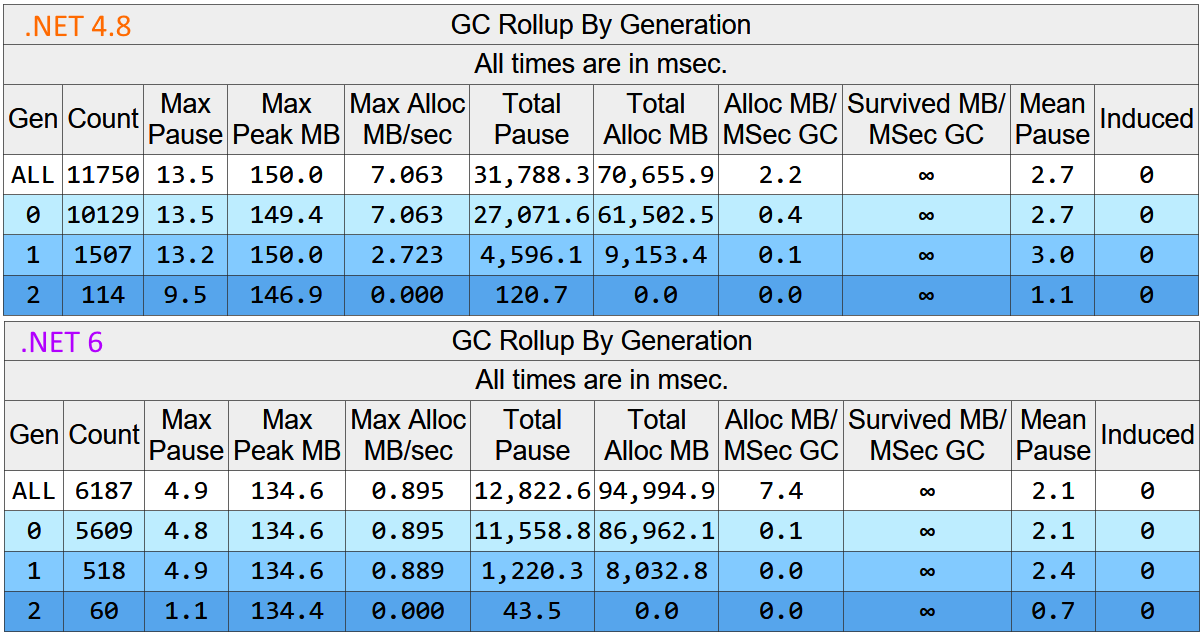 .NET 4.8 GC Rollup By Generation
All times are in msec.
Gen Count Max Pause Max Peak MB Max Alloc MB/sec Total Pause Total Alloc MB Alloc MB/ MSec GC Survived MB/ MSec GC Mean Pause Induced
ALL 11750 13.5 150.0 7.063 31,788.3 70,655.9 2.2 ∞ 2.7 0
0 10129 13.5 149.4 7.063 27,071.6 61,502.5 0.4 ∞ 2.7 0
1 1507 13.2 150.0 2.723 4,596.1 9,153.4 0.1 ∞ 3.0 0
2 114 9.5 146.9 0.000 120.7 0.0 0.0 ∞ 1.1 0
.NET 6 GC Rollup By Generation
All times are in msec.
Gen Count Max Pause Max Peak MB Max Alloc MB/sec Total Pause Total Alloc MB Alloc MB/ MSec GC Survived MB/ MSec GC Mean Pause Induced
ALL 6187 4.9 134.6 0.895 12,822.6 94,994.9 7.4 ∞ 2.1 0
0 5609 4.8 134.6 0.895 11,558.8 86,962.1 0.1 ∞ 2.1 0
1 518 4.9 134.6 0.889 1,220.3 8,032.8 0.0 ∞ 2.4 0
2 60 1.1 134.4 0.000 43.5 0.0 0.0 ∞ 0.7 0